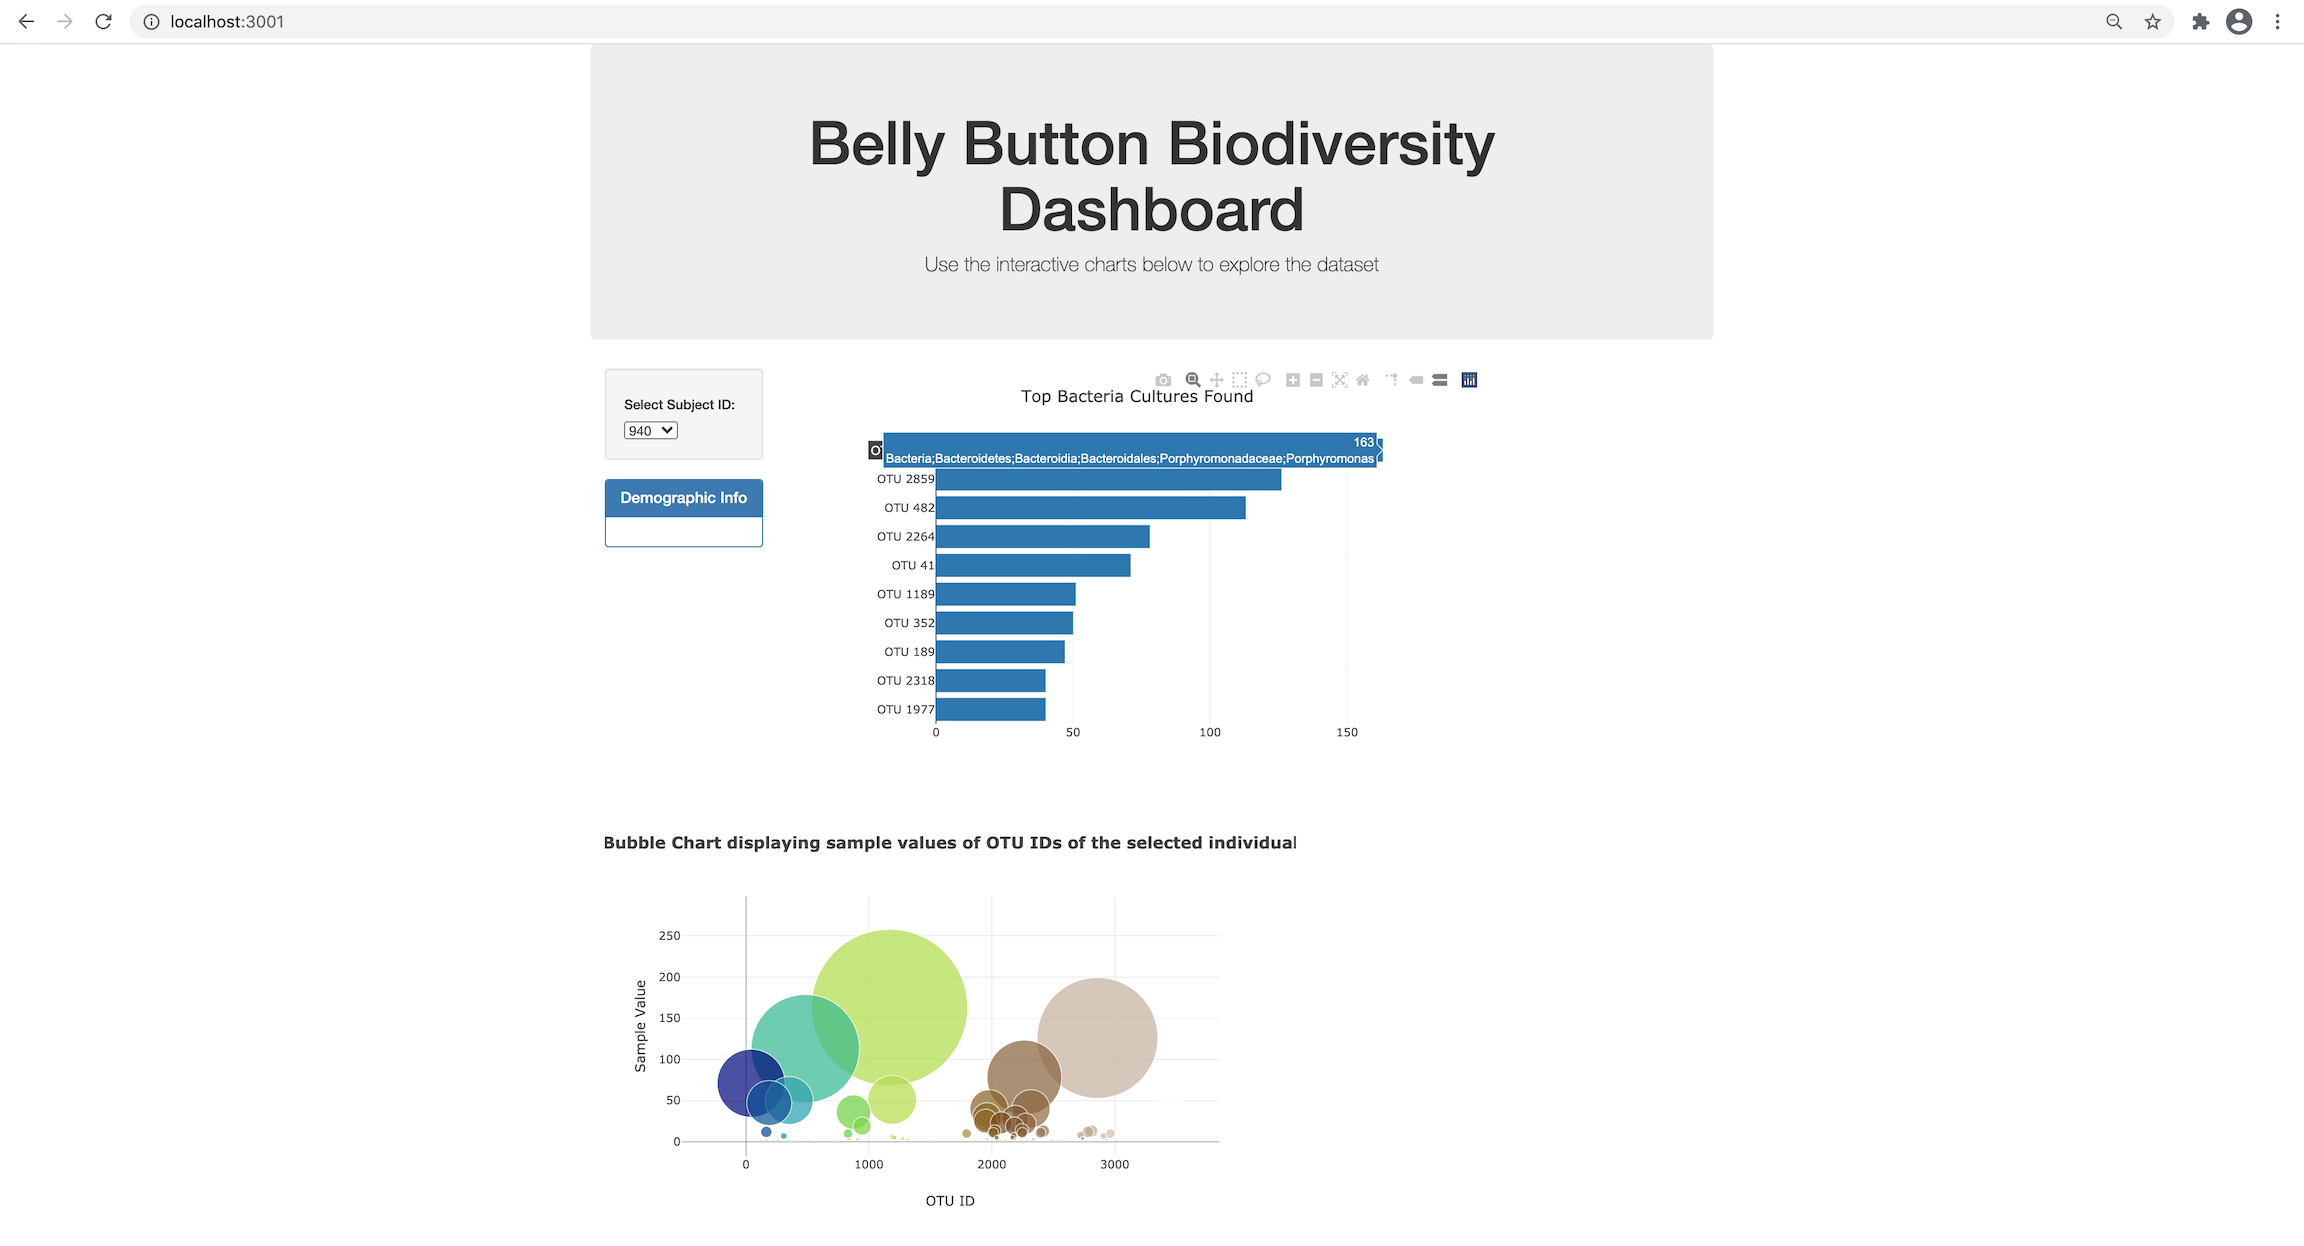 localhost:3001
Belly Button Biodiversity
Dashboard
Use the interactive charts below to explore the dataset
Select Subject ID:
940
Demographic Info
Top Bacteria Cultures Found
163
Bacteria;Bacteroidetes;Bacteroidia;Bacteroidales;Porphyromonadaceae;Porphyromonas
OTU 2859
OTU 482
OTU 2264
OTU 41
OTU 1189
OTU 352
OTU 189
OTU 2318
OTU 1977
0 50 100 150
Bubble Chart displaying sample values of OTU IDs of the selected individual
Sample Value
250
200
150
100
50
0
0 1000 2000 3000
OTU ID